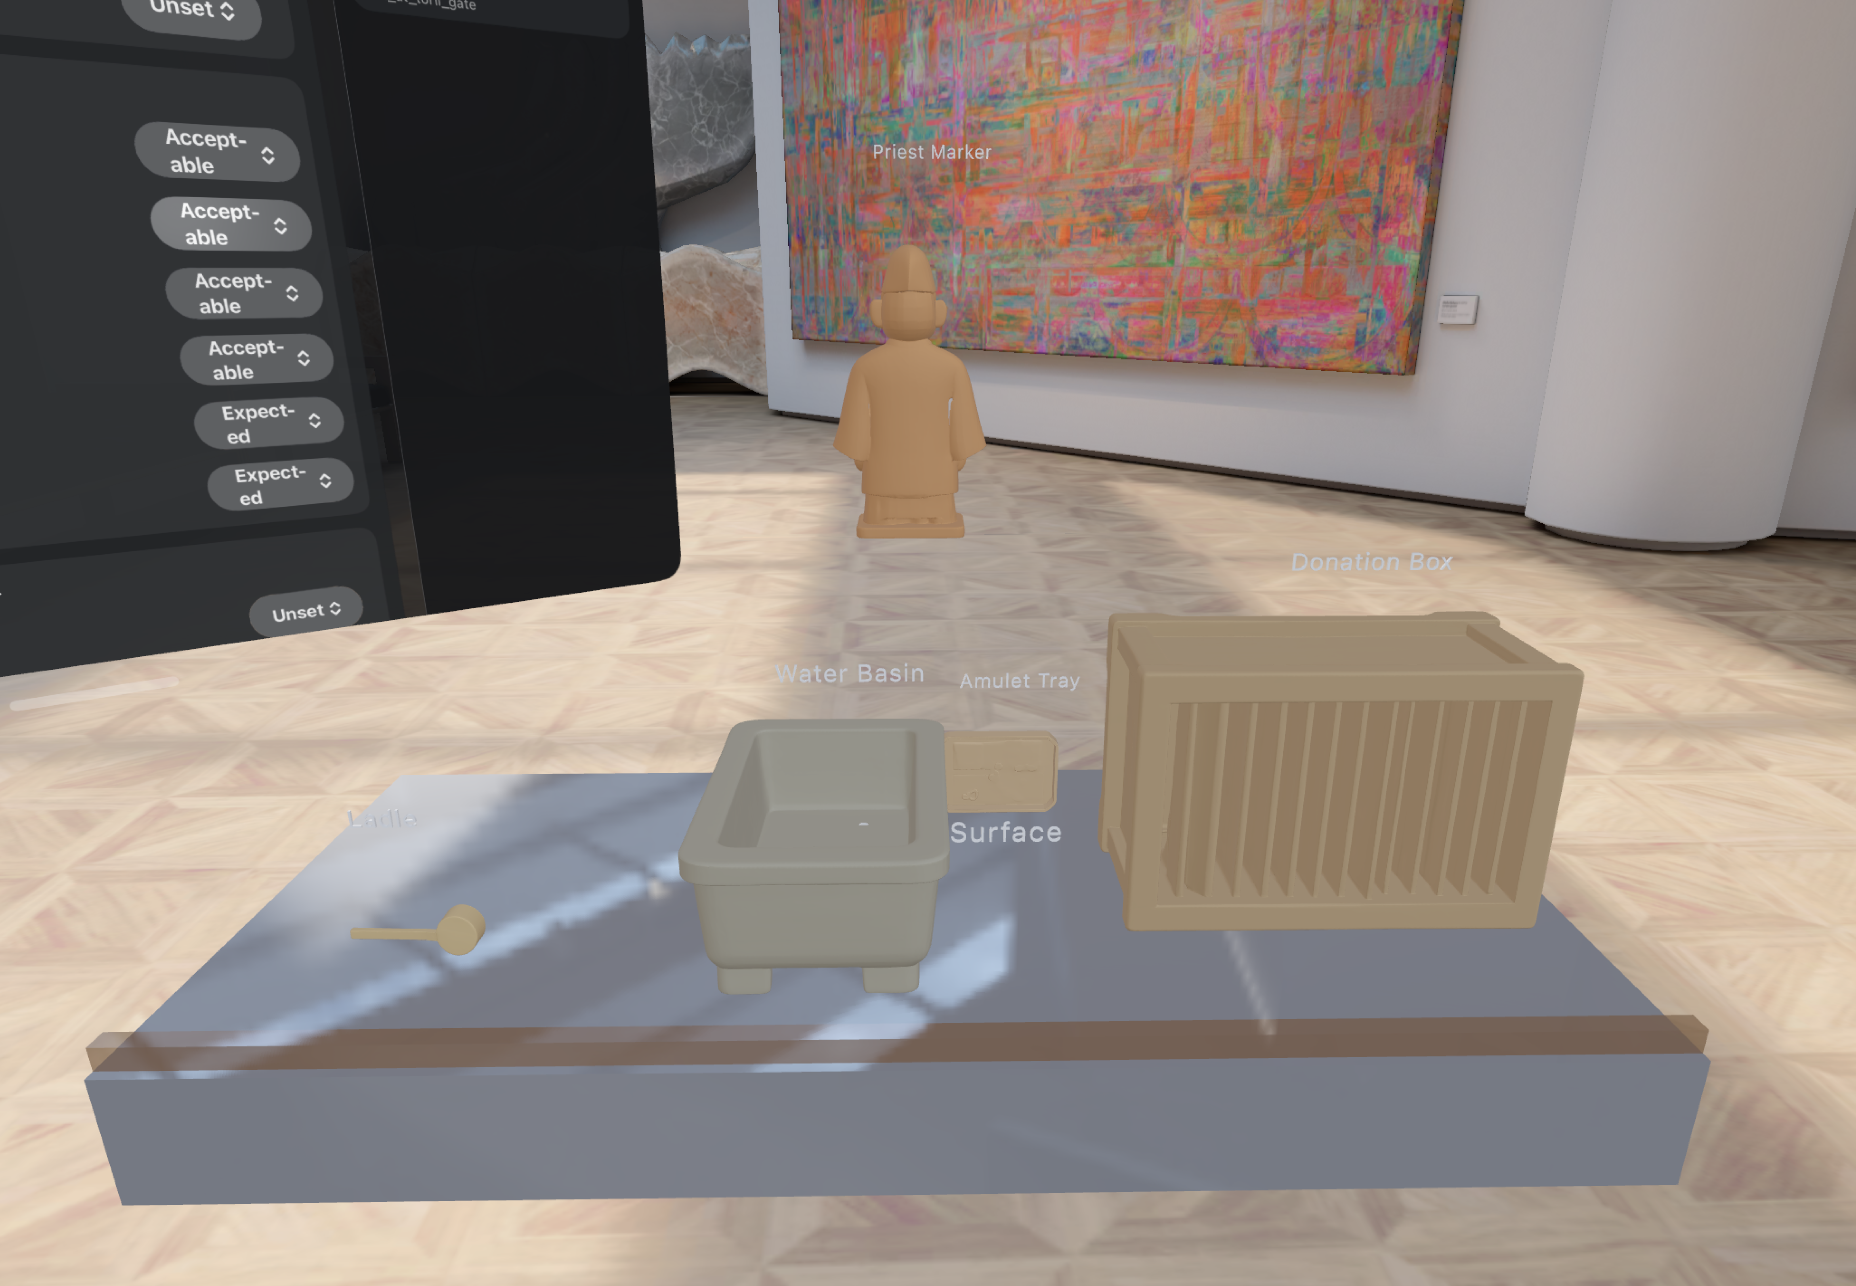 Unset
Accept-
able
Accept-
able
Accept-
able
Accept-
able
Expect-
ed
Expect-
ed
Unset
Priest Marker
Donation Box
Water Basin
Amulet Tray
Ladle
Surface